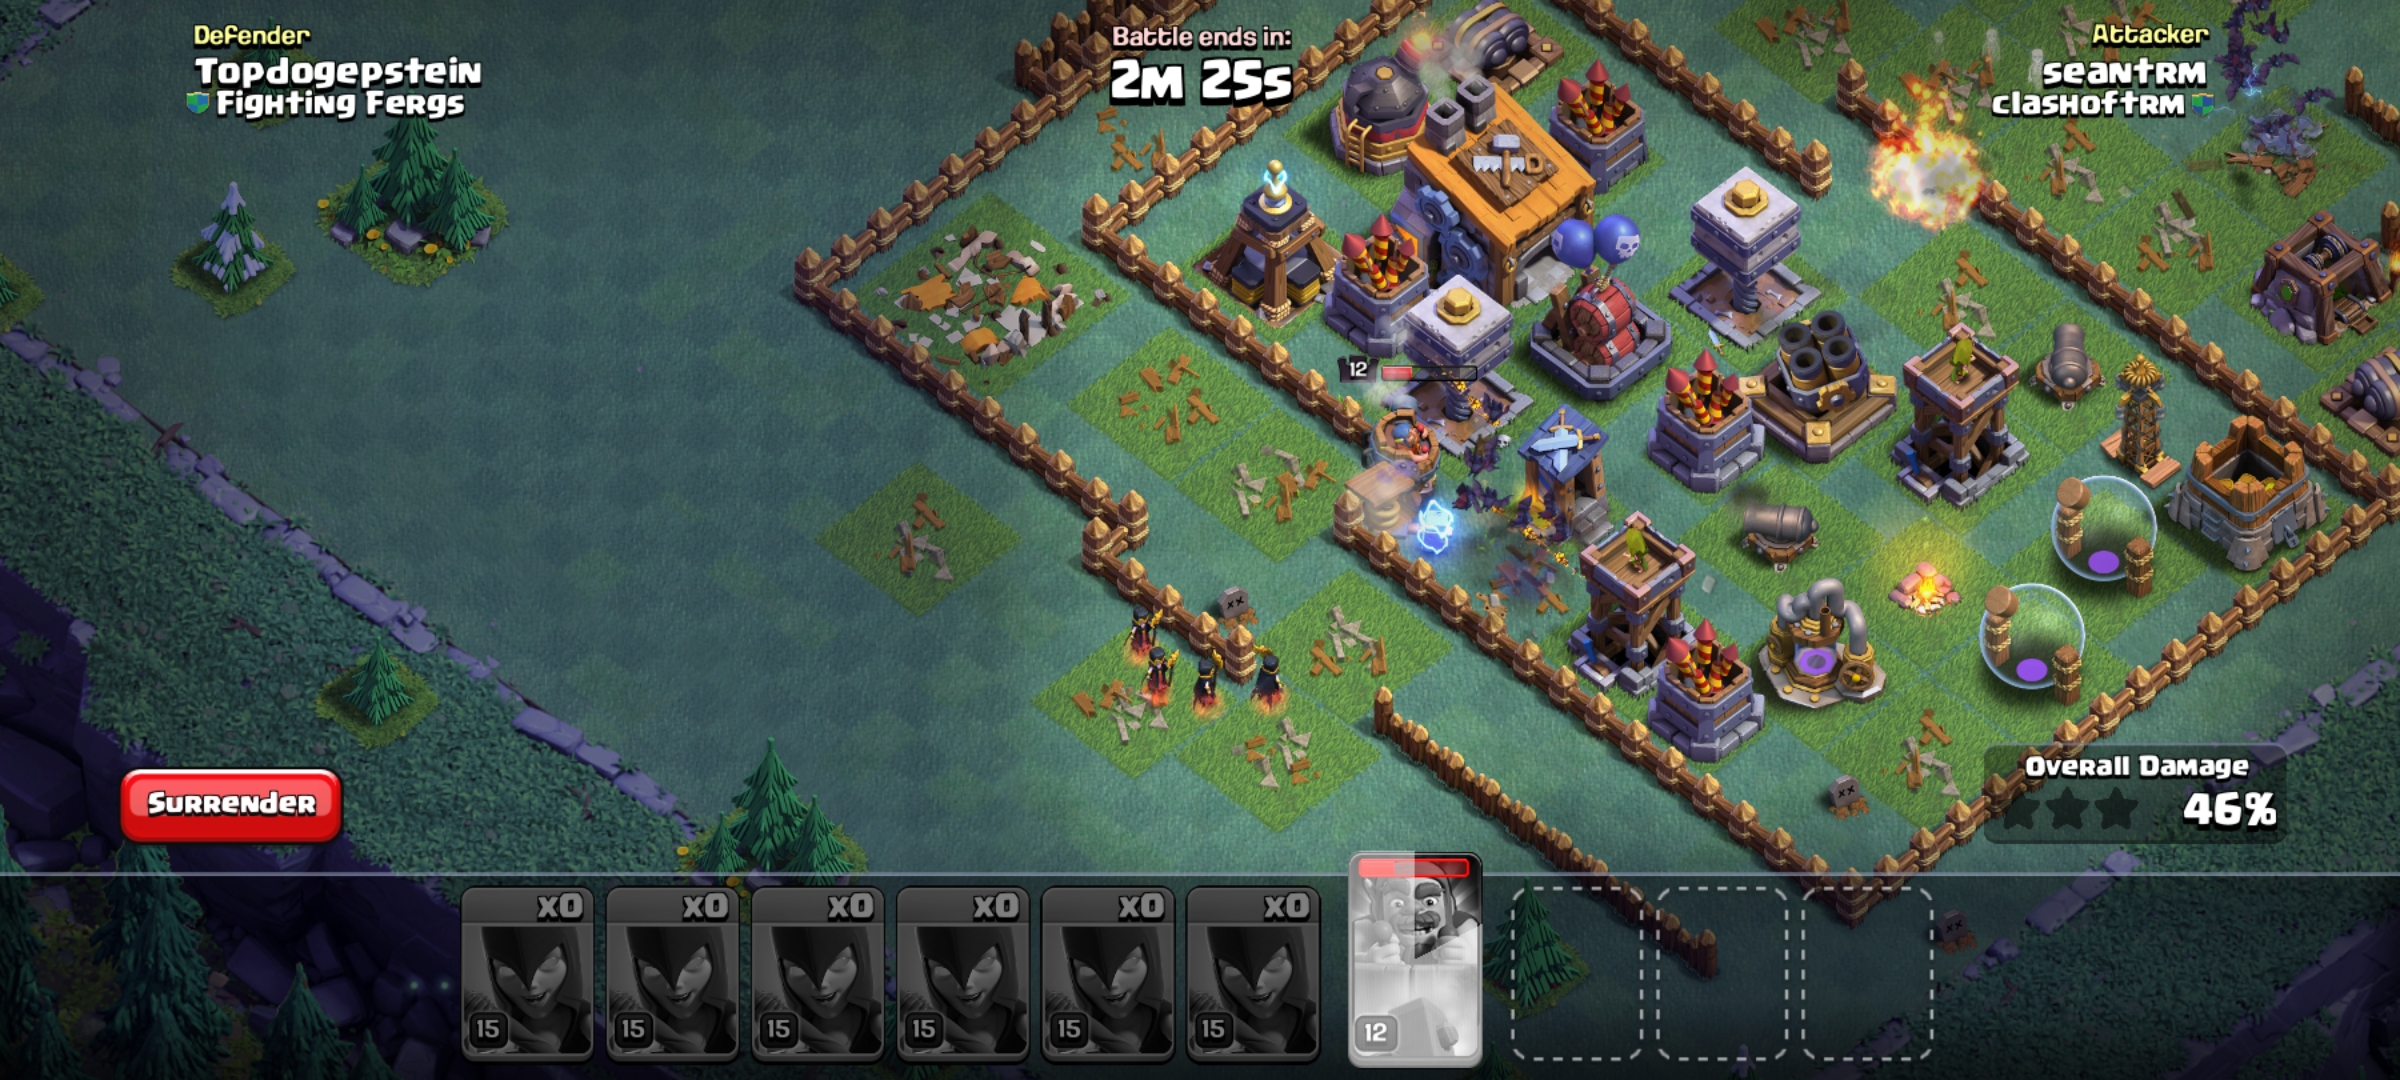 Defender
Topdogepstein
Fighting Fergs
Battle ends in:
2M 25s
Attacker
seantRM
clashoftRM
12
Surrender
Overall Damage
46%
x0
x0
x0
x0
x0
x0
15
15
15
15
15
15
12